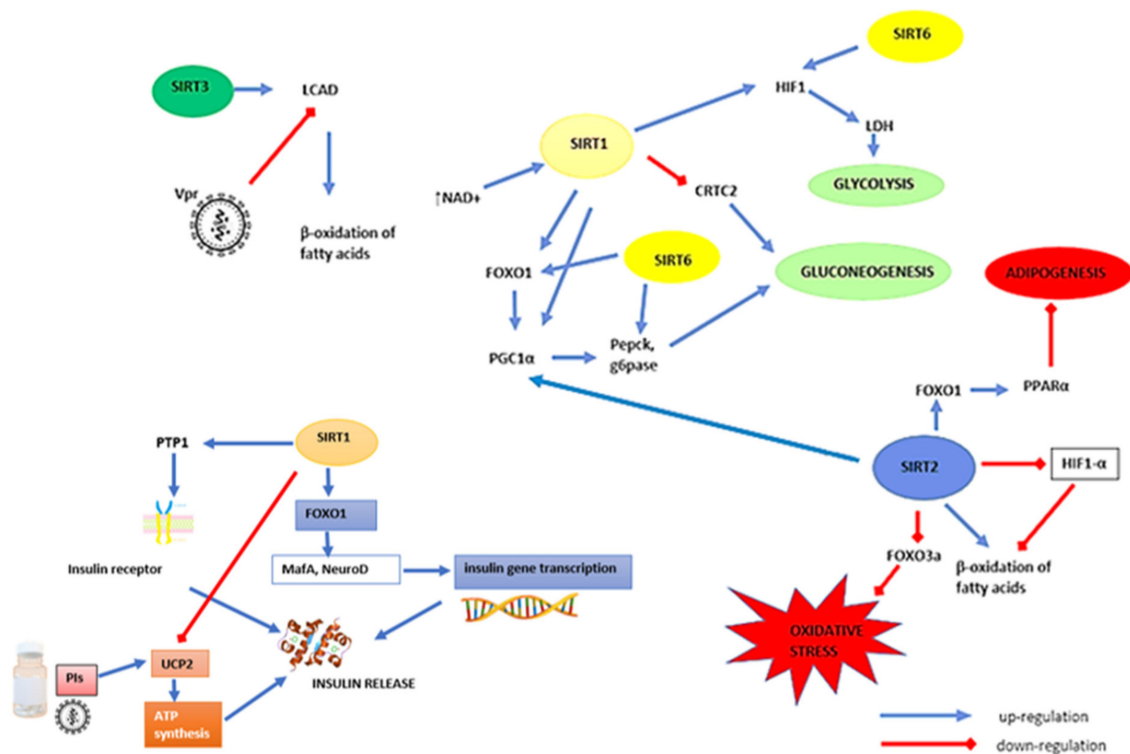 SIRT6
SIRT3
LCAD
HIF1
LDH
SIRT1
Vpr
GLYCOLYSIS
↑NAD+
CRTC2
β-oxidation of
fatty acids
FOXO1
SIRT6
GLUCONEOGENESIS
ADIPOGENESIS
PGC1α
Pepck,
g6pase
FOXO1
PPARα
PTP1
SIRT1
SIRT2
HIF1-α
FOXO1
FOXO3a
β-oxidation of
fatty acids
Insulin receptor
MafA, NeuroD
insulin gene transcription
OXIDATIVE
STRESS
PIs
UCP2
INSULIN RELEASE
ATP
synthesis
up-regulation
down-regulation